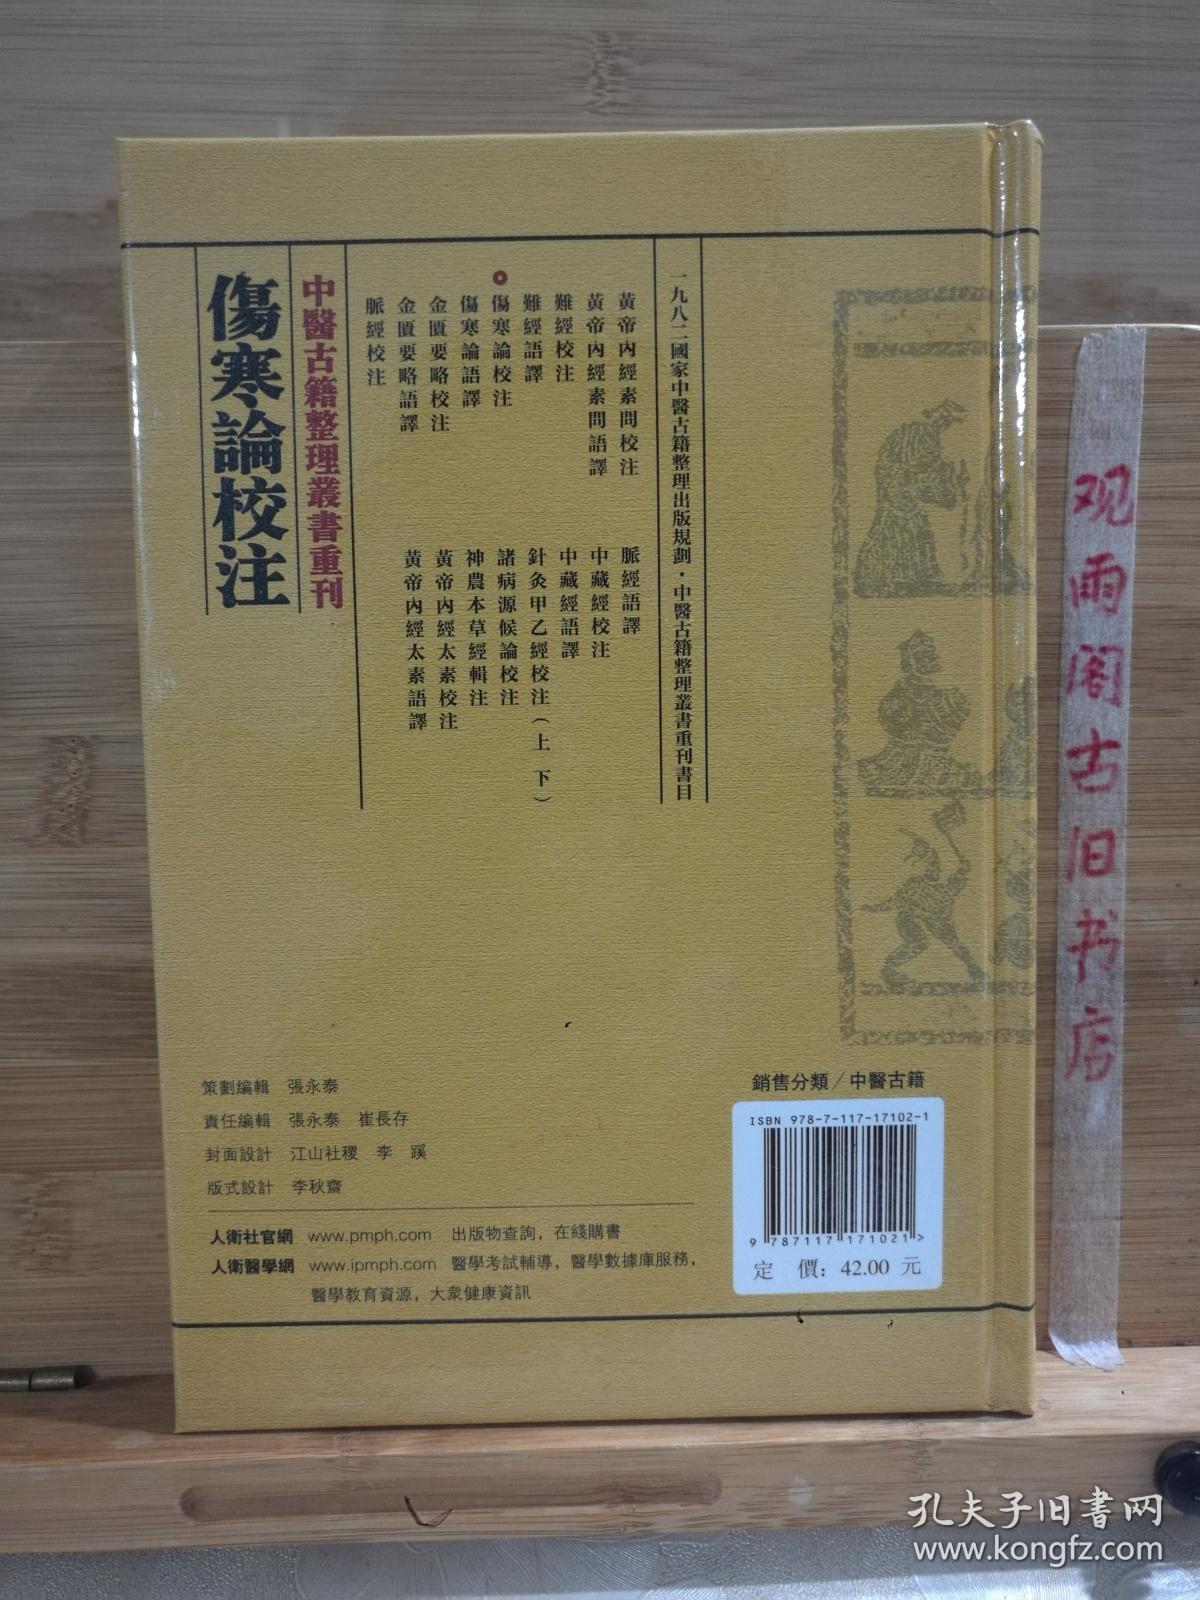 一九八二國家中醫古籍整理出版規劃·中醫古籍整理叢書重刊書目
黃帝內經素問校注
黃帝內經素問語譯
難經校注
難經語譯
傷寒論校注
傷寒論語譯
金匱要略校注
金匱要略語譯
脈經校注
脈經語譯
中藏經校注
中藏經語譯
針灸甲乙經校注（上 下）
諸病源候論校注
神農本草經輯注
黃帝內經太素校注
黃帝內經太素語譯
中醫古籍整理叢書重刊
傷寒論校注
策劃編輯 張永泰
責任編輯 張永泰 崔長存
封面設計 江山社稷 李 蹊
版式設計 李秋齋
人衛社官網 www.pmph.com 出版物查詢，在綫購書
人衛醫學網 www.ipmph.com 醫學考試輔導，醫學數據庫服務，
醫學教育資源，大衆健康資訊
銷售分類/中醫古籍
ISBN 978-7-117-17102-1
9 787117 171021 >
定 價：42.00 元
观雨阁古旧书店
孔夫子旧书网
www.kongfz.com